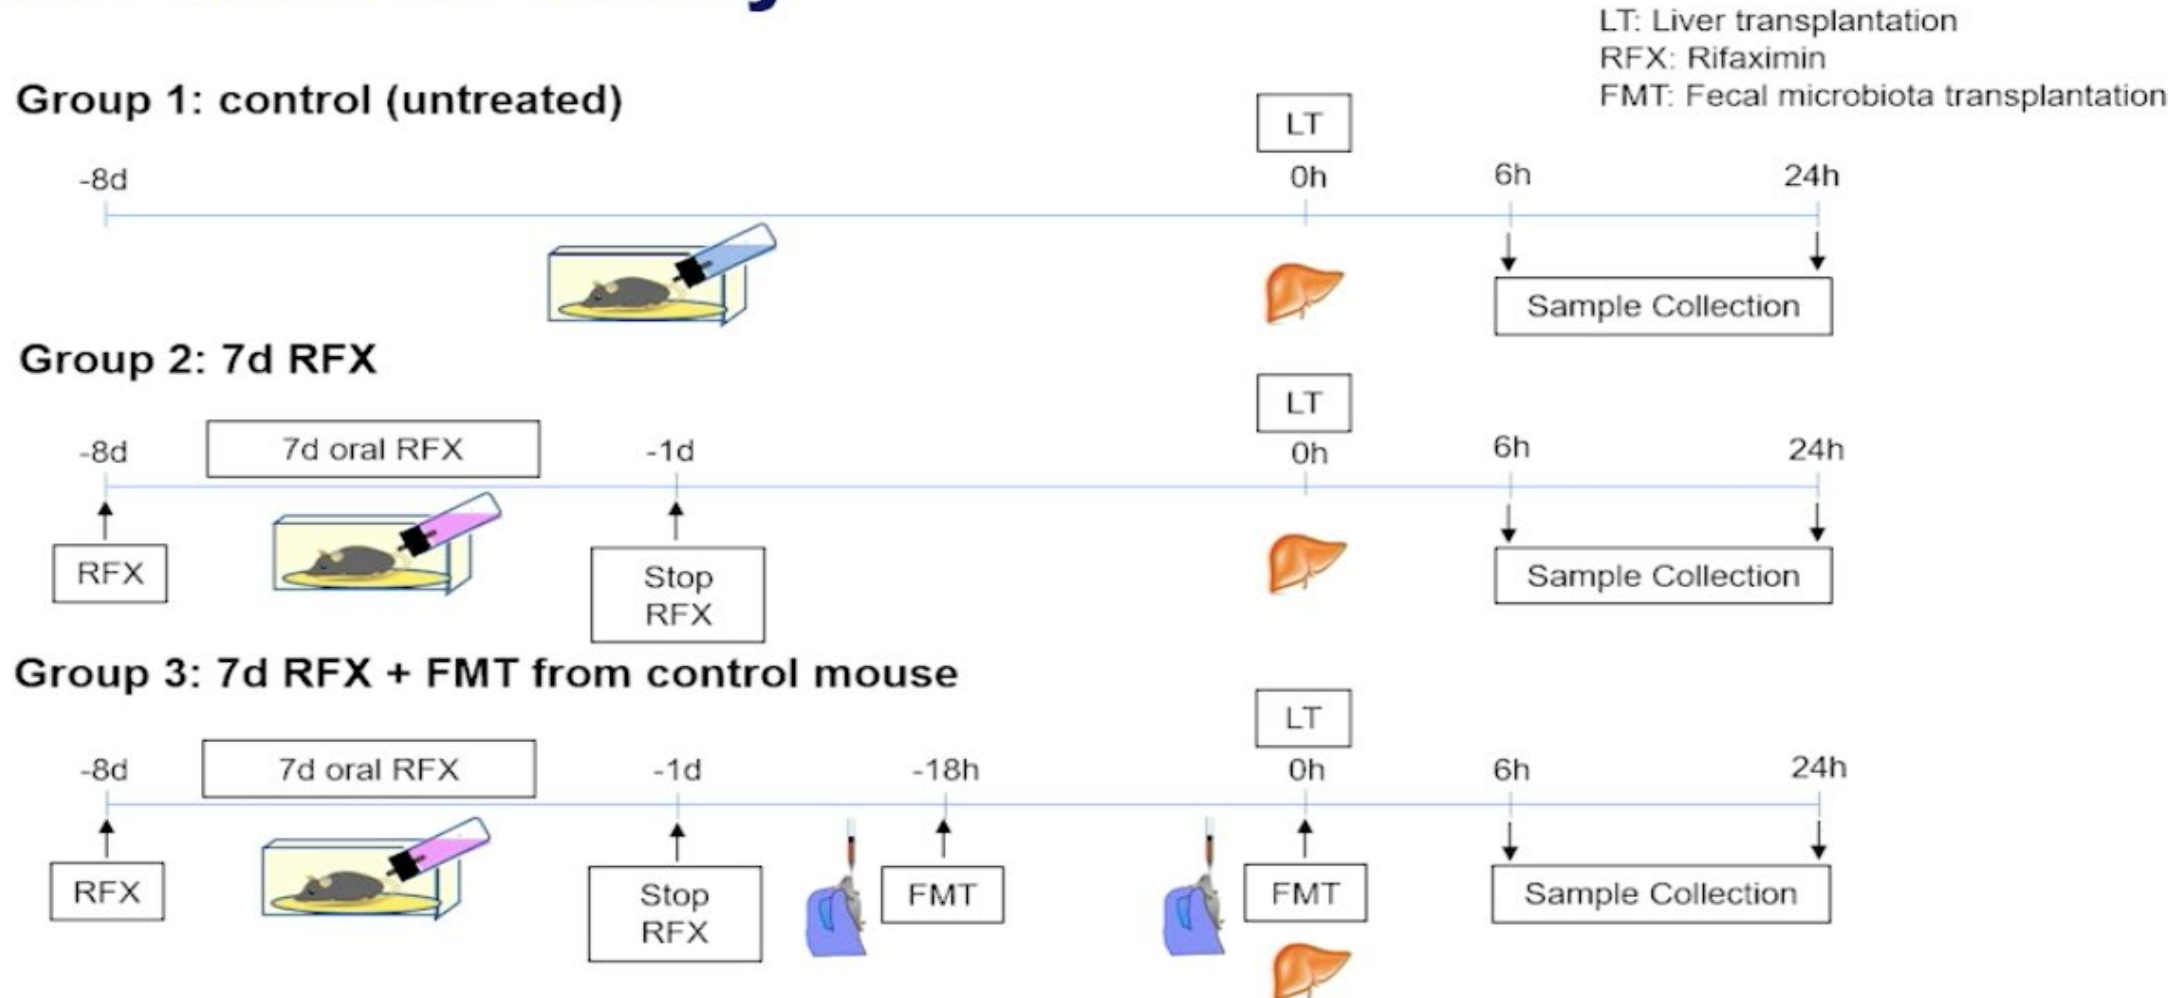 LT: Liver transplantation
RFX: Rifaximin
FMT: Fecal microbiota transplantation
Group 1: control (untreated)
LT
-8d 0h 6h 24h
Sample Collection
Group 2: 7d RFX
LT
-8d 7d oral RFX -1d 0h 6h 24h
RFX
Stop
RFX
Sample Collection
Group 3: 7d RFX + FMT from control mouse
LT
-8d 7d oral RFX -1d -18h 0h 6h 24h
RFX
Stop
RFX
FMT
FMT
Sample Collection